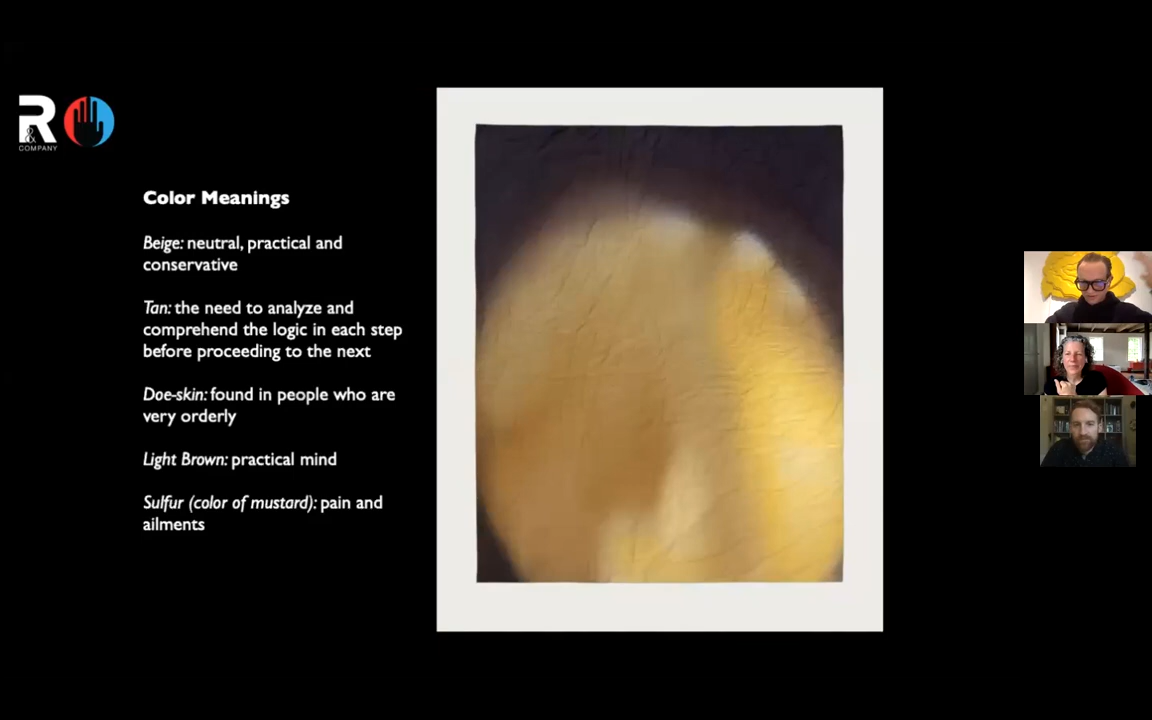 R
&
COMPANY
Color Meanings
Beige: neutral, practical and
conservative
Tan: the need to analyze and
comprehend the logic in each step
before proceeding to the next
Doe-skin: found in people who are
very orderly
Light Brown: practical mind
Sulfur (color of mustard): pain and
ailments